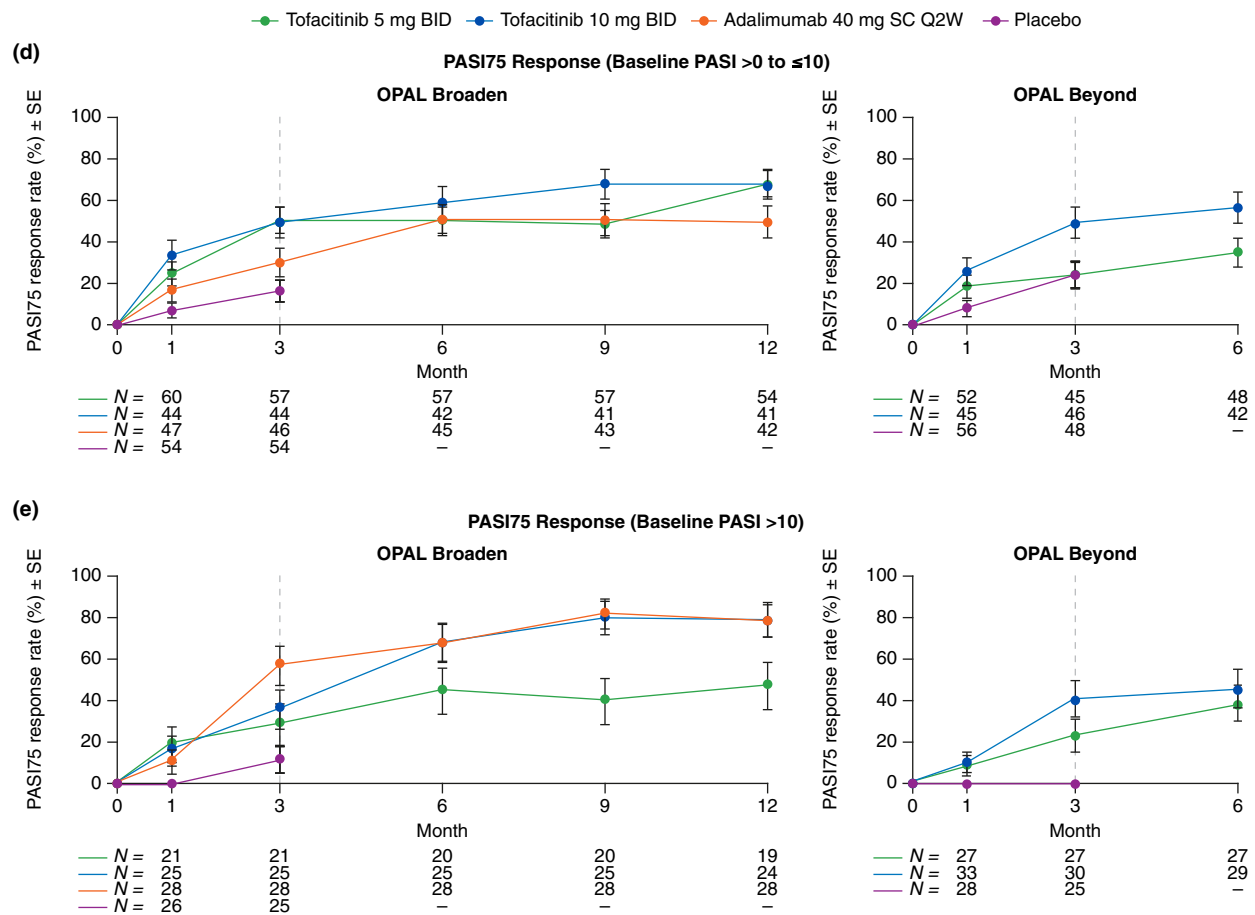 Tofacitinib 5 mg BID Tofacitinib 10 mg BID Adalimumab 40 mg SC Q2W Placebo
(d)
PASI75 Response (Baseline PASI >0 to ≤10)
OPAL Broaden
PASI75 response rate (%) ± SE
100
80
60
40
20
0
0 1 3 6 9 12
Month
N = 60 57 57 57 54
N = 44 44 42 41 41
N = 47 46 45 43 42
N = 54 54 – – –
OPAL Beyond
PASI75 response rate (%) ± SE
100
80
60
40
20
0
0 1 3 6
Month
N = 52 45 48
N = 45 46 42
N = 56 48 –
(e)
PASI75 Response (Baseline PASI >10)
OPAL Broaden
PASI75 response rate (%) ± SE
100
80
60
40
20
0
0 1 3 6 9 12
Month
N = 21 21 20 20 19
N = 25 25 25 25 24
N = 28 28 28 28 28
N = 26 25 – – –
OPAL Beyond
PASI75 response rate (%) ± SE
100
80
60
40
20
0
0 1 3 6
Month
N = 27 27 27
N = 33 30 29
N = 28 25 –